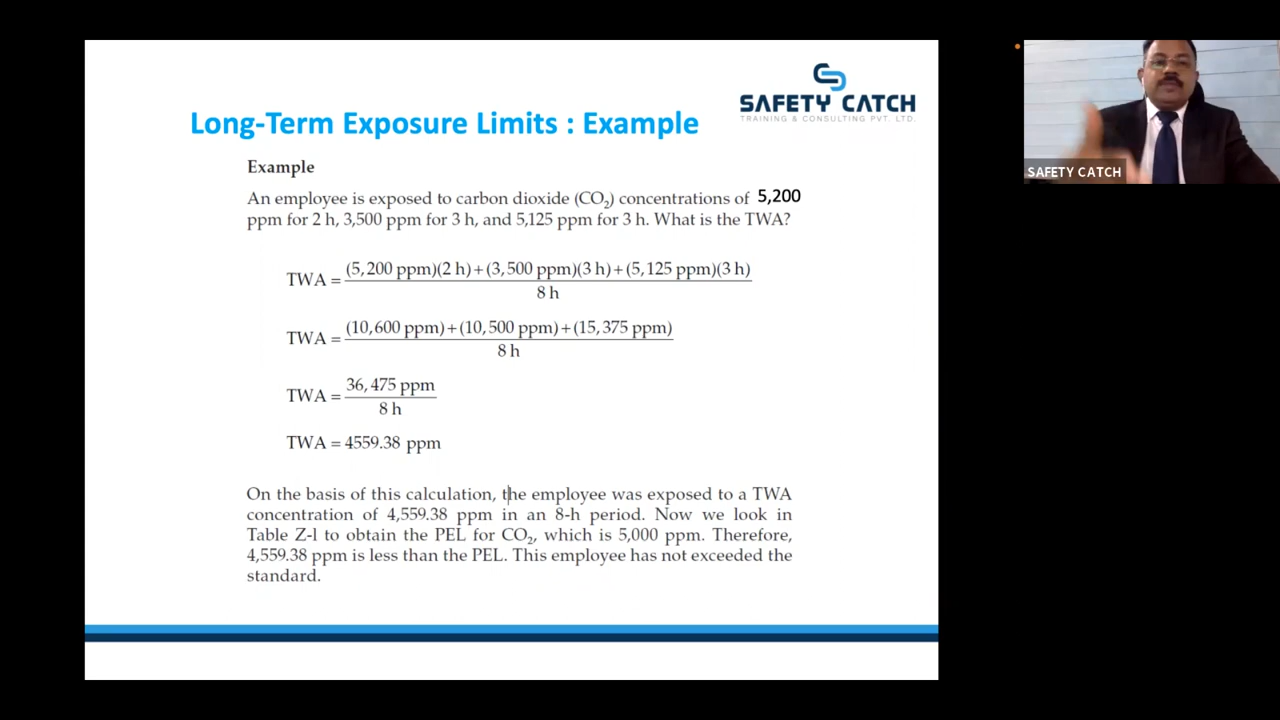 SAFETY CATCH
TRAINING & CONSULTING PVT. LTD.
Long-Term Exposure Limits : Example
Example
An employee is exposed to carbon dioxide (CO₂) concentrations of 5,200
ppm for 2 h, 3,500 ppm for 3 h, and 5,125 ppm for 3 h. What is the TWA?
TWA = (5,200 ppm)(2 h)+(3,500 ppm)(3 h)+(5,125 ppm)(3 h)
8 h
TWA = (10,600 ppm)+(10,500 ppm)+(15,375 ppm)
8 h
TWA = 36,475 ppm
8 h
TWA = 4559.38 ppm
On the basis of this calculation, the employee was exposed to a TWA
concentration of 4,559.38 ppm in an 8-h period. Now we look in
Table Z-l to obtain the PEL for CO₂, which is 5,000 ppm. Therefore,
4,559.38 ppm is less than the PEL. This employee has not exceeded the
standard.
SAFETY CATCH